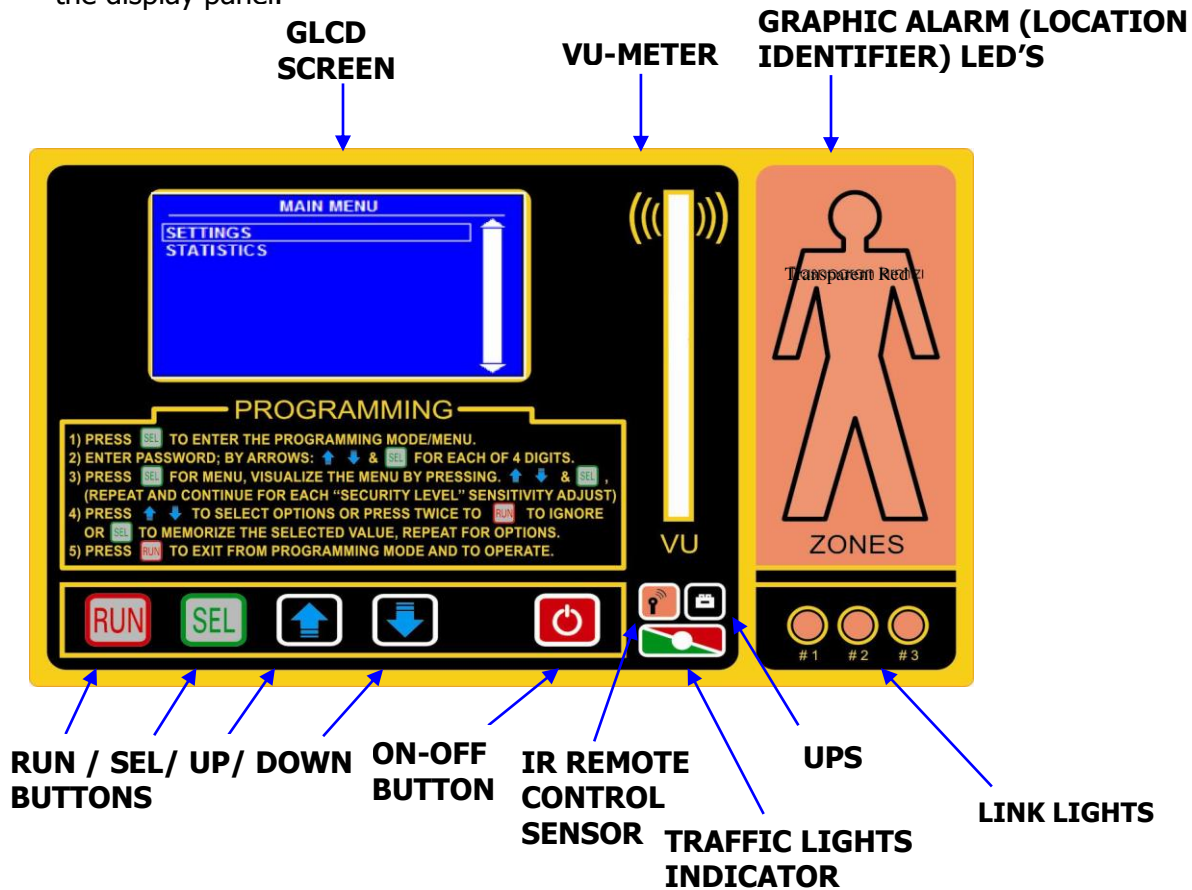 the display panel.
GLCD
SCREEN
VU-METER
GRAPHIC ALARM (LOCATION
IDENTIFIER) LED'S
MAIN MENU
SETTINGS
STATISTICS
Transparent Red
PROGRAMMING
1) PRESS SEL TO ENTER THE PROGRAMMING MODE/MENU.
2) ENTER PASSWORD; BY ARROWS: & SEL FOR EACH OF 4 DIGITS.
3) PRESS SEL FOR MENU, VISUALIZE THE MENU BY PRESSING. & SEL ,
(REPEAT AND CONTINUE FOR EACH “SECURITY LEVEL” SENSITIVITY ADJUST)
4) PRESS TO SELECT OPTIONS OR PRESS TWICE TO RUN TO IGNORE
OR SEL TO MEMORIZE THE SELECTED VALUE, REPEAT FOR OPTIONS.
5) PRESS RUN TO EXIT FROM PROGRAMMING MODE AND TO OPERATE.
VU
ZONES
RUN
SEL
#1 #2 #3
RUN / SEL/ UP/ DOWN
BUTTONS
ON-OFF
BUTTON
IR REMOTE
CONTROL
SENSOR
TRAFFIC LIGHTS
INDICATOR
UPS
LINK LIGHTS